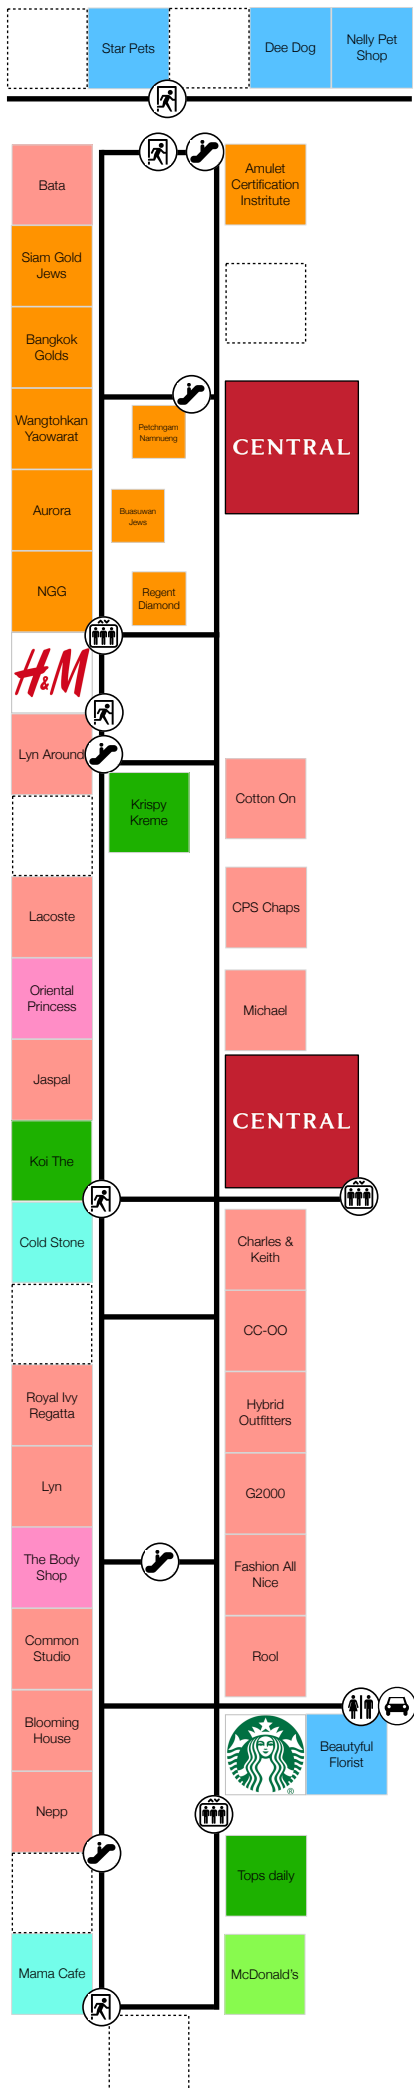 Star Pets
Dee Dog
Nelly Pet
Shop
Bata
Amulet
Certification
Instritute
Siam Gold
Jews
Bangkok
Golds
Wangtohkan
Yaowarat
Petchngam
Namnueng
CENTRAL
Aurora
Buasuwan
Jews
NGG
Regent
Diamond
H&M
Lyn Around
Krispy
Kreme
Cotton On
Lacoste
CPS Chaps
Oriental
Princess
Michael
Jaspal
CENTRAL
Koi The
Cold Stone
Charles &
Keith
CC-OO
Royal Ivy
Regatta
Hybrid
Outfitters
Lyn
G2000
The Body
Shop
Fashion All
Nice
Common
Studio
Rool
Blooming
House
Beautyful
Florist
®
Nepp
Tops daily
Mama Cafe
McDonald's